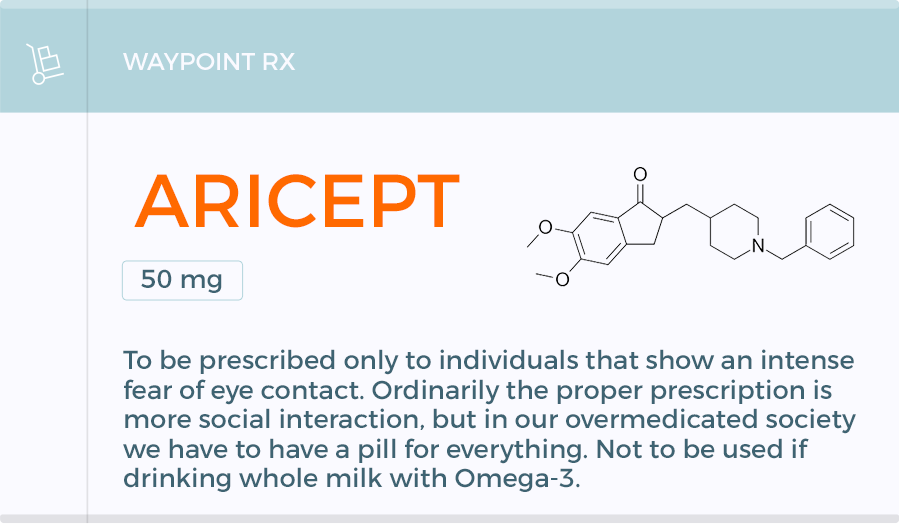 WAYPOINT RX
ARICEPT
50 mg
O
O
O
N
To be prescribed only to individuals that show an intense
fear of eye contact. Ordinarily the proper prescription is
more social interaction, but in our overmedicated society
we have to have a pill for everything. Not to be used if
drinking whole milk with Omega-3.